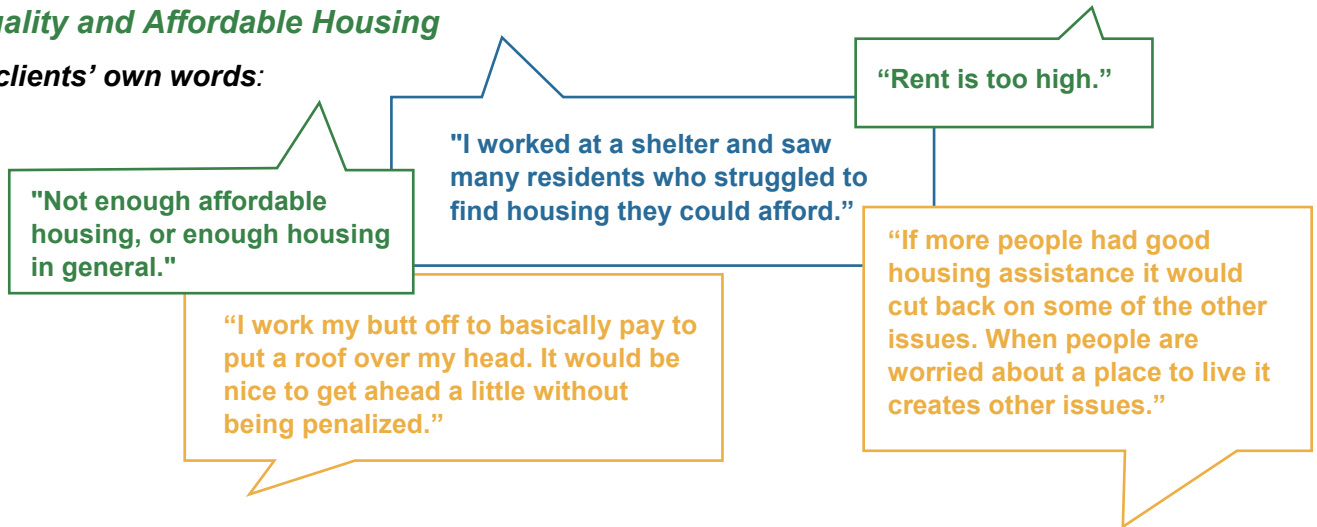 ality and Affordable Housing
clients’ own words:
“Rent is too high.”
"I worked at a shelter and saw
many residents who struggled to
find housing they could afford.”
"Not enough affordable
housing, or enough housing
in general."
“If more people had good
housing assistance it would
cut back on some of the other
issues. When people are
worried about a place to live it
creates other issues.”
“I work my butt off to basically pay to
put a roof over my head. It would be
nice to get ahead a little without
being penalized.”